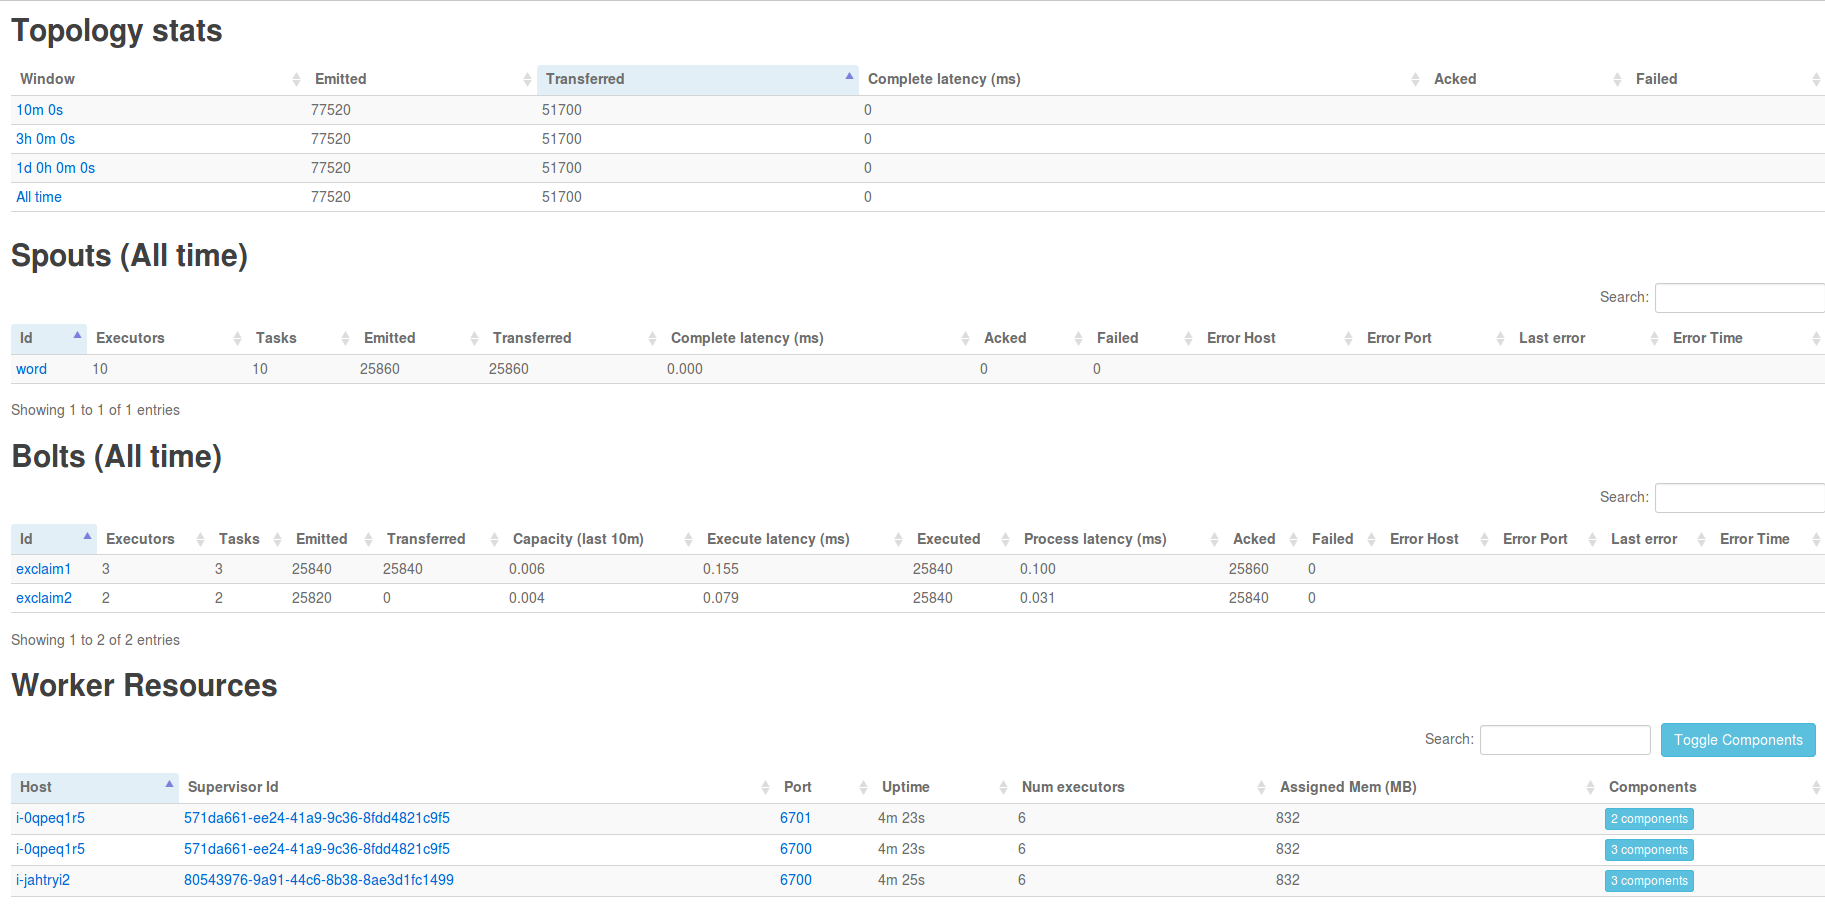 Topology stats
Window Emitted Transferred Complete latency (ms) Acked Failed
10m 0s 77520 51700 0
3h 0m 0s 77520 51700 0
1d 0h 0m 0s 77520 51700 0
All time 77520 51700 0
Spouts (All time)
Search:
Id Executors Tasks Emitted Transferred Complete latency (ms) Acked Failed Error Host Error Port Last error Error Time
word 10 10 25860 25860 0.000 0 0
Showing 1 to 1 of 1 entries
Bolts (All time)
Search:
Id Executors Tasks Emitted Transferred Capacity (last 10m) Execute latency (ms) Executed Process latency (ms) Acked Failed Error Host Error Port Last error Error Time
exclaim1 3 3 25840 25840 0.006 0.155 25840 0.100 25860 0
exclaim2 2 2 25820 0 0.004 0.079 25840 0.031 25840 0
Showing 1 to 2 of 2 entries
Worker Resources
Search: Toggle Components
Host Supervisor Id Port Uptime Num executors Assigned Mem (MB) Components
i-0qpeq1r5 571da661-ee24-41a9-9c36-8fdd4821c9f5 6701 4m 23s 6 832 2 components
i-0qpeq1r5 571da661-ee24-41a9-9c36-8fdd4821c9f5 6700 4m 23s 6 832 3 components
i-jahtryi2 80543976-9a91-44c6-8b38-8ae3d1fc1499 6700 4m 25s 6 832 3 components